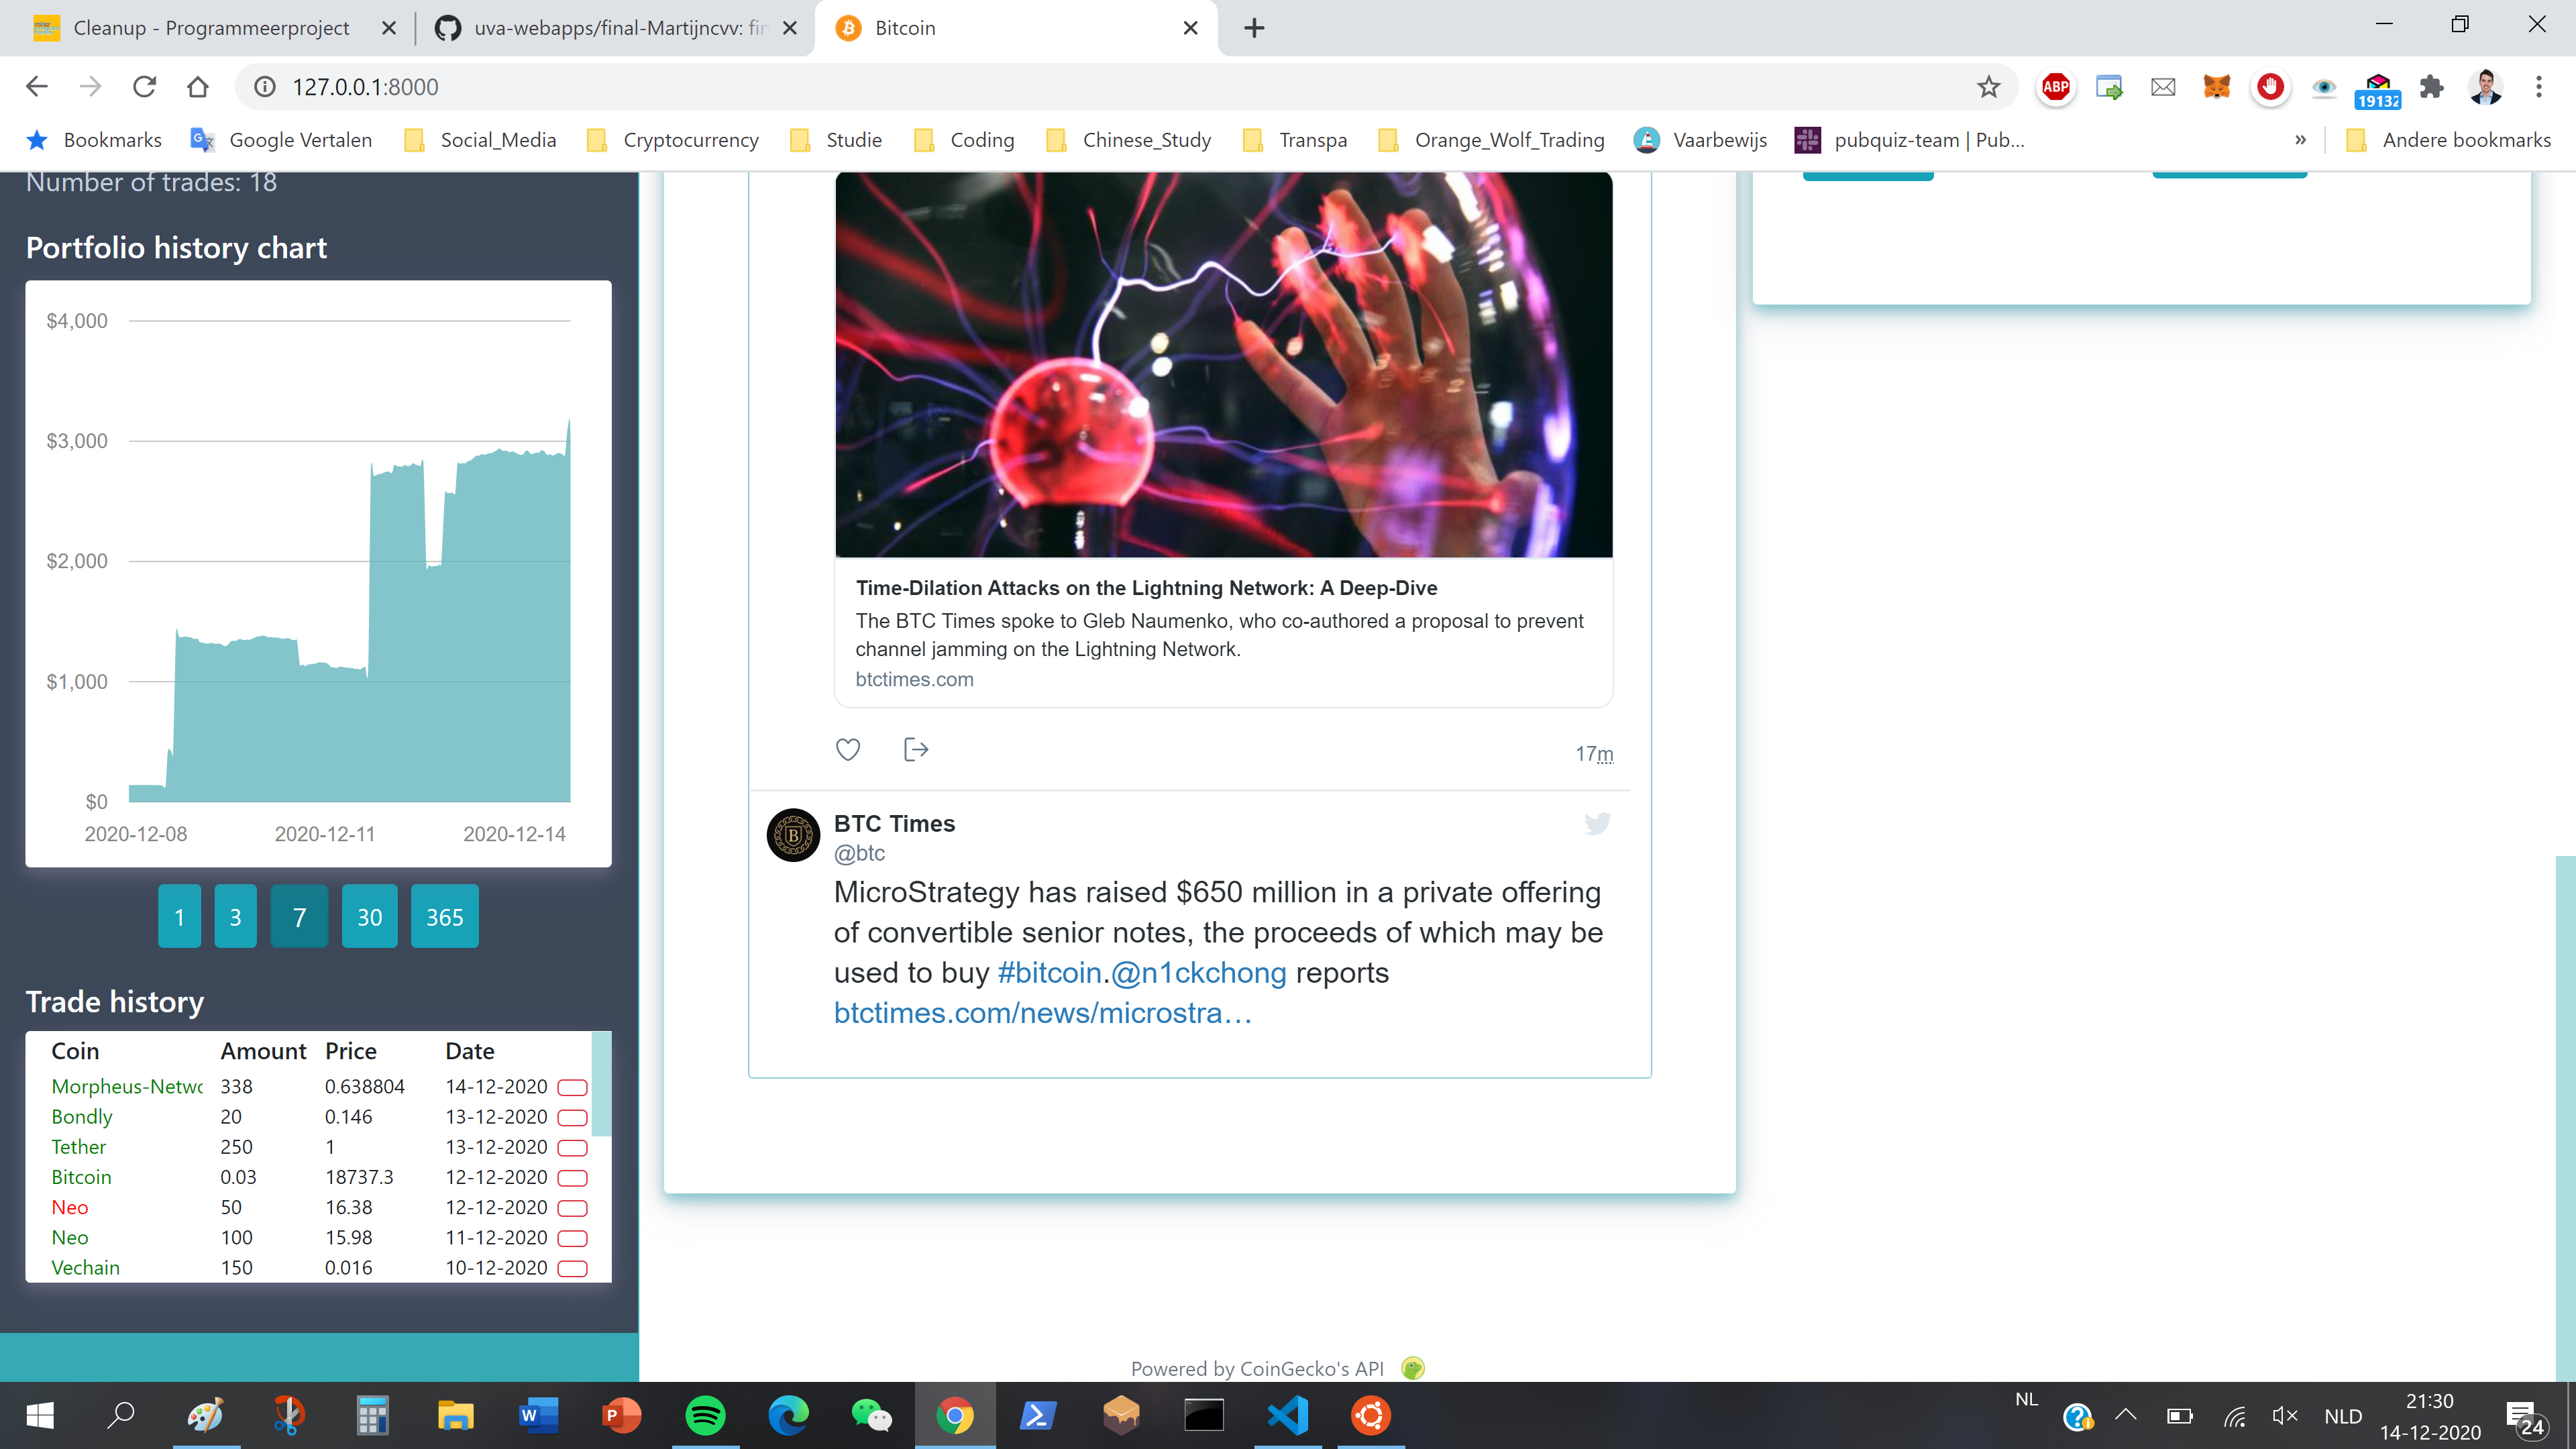 Cleanup - Programmeerproject
uva-webapps/final-Martijncvv: fin
Bitcoin
127.0.0.1:8000
ABP
19132
Bookmarks
Google Vertalen
Social_Media
Cryptocurrency
Studie
Coding
Chinese_Study
Transpa
Orange_Wolf_Trading
Vaarbewijs
pubquiz-team | Pub...
»
Andere bookmarks
Number of trades: 18
Portfolio history chart
$4,000
$3,000
$2,000
$1,000
$0
2020-12-08 2020-12-11 2020-12-14
1 3 7 30 365
Trade history
Coin Amount Price Date
Morpheus-Netwo 338 0.638804 14-12-2020
Bondly 20 0.146 13-12-2020
Tether 250 1 13-12-2020
Bitcoin 0.03 18737.3 12-12-2020
Neo 50 16.38 12-12-2020
Neo 100 15.98 11-12-2020
Vechain 150 0.016 10-12-2020
Time-Dilation Attacks on the Lightning Network: A Deep-Dive
The BTC Times spoke to Gleb Naumenko, who co-authored a proposal to prevent
channel jamming on the Lightning Network.
btctimes.com
17m
B
BTC Times
@btc
MicroStrategy has raised $650 million in a private offering
of convertible senior notes, the proceeds of which may be
used to buy #bitcoin.@n1ckchong reports
btctimes.com/news/microstra…
Powered by CoinGecko's API
NL
NLD
21:30
14-12-2020
24